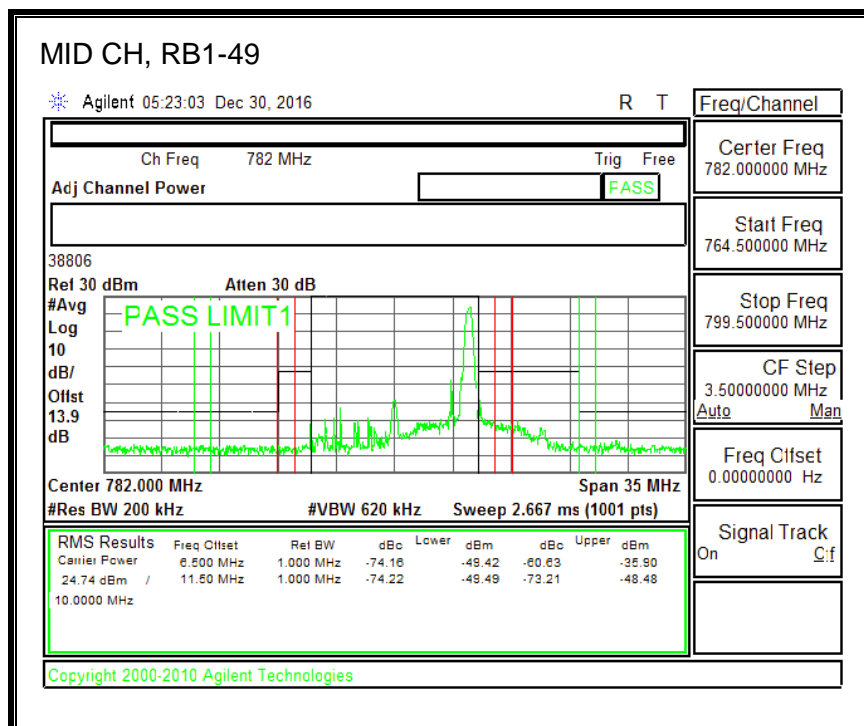 MID CH, RB1-49
Agilent 05:23:03 Dec 30, 2016 R T
Freq/Channel
Ch Freq 782 MHz Trig Free
Adj Channel Power PASS
Center Freq
782.000000 MHz
Start Freq
764.500000 MHz
Stop Freq
799.500000 MHz
CF Step
3.50000000 MHz
Auto Man
Freq Offset
0.00000000 Hz
Signal Track
On Off
38806
Ref 30 dBm Atten 30 dB
#Avg
Log
10
dB/
Offst
13.9
dB
PASS LIMIT1
Center 782.000 MHz Span 35 MHz
#Res BW 200 kHz #VBW 620 kHz Sweep 2.667 ms (1001 pts)
RMS Results Freq Offset Ref BW dBc Lower dBm dBc Upper dBm
Carrier Power 6.500 MHz 1.000 MHz -74.16 -49.42 -60.63 -35.90
24.74 dBm / 11.50 MHz 1.000 MHz -74.22 -49.49 -73.21 -48.48
10.0000 MHz
Copyright 2000-2010 Agilent Technologies